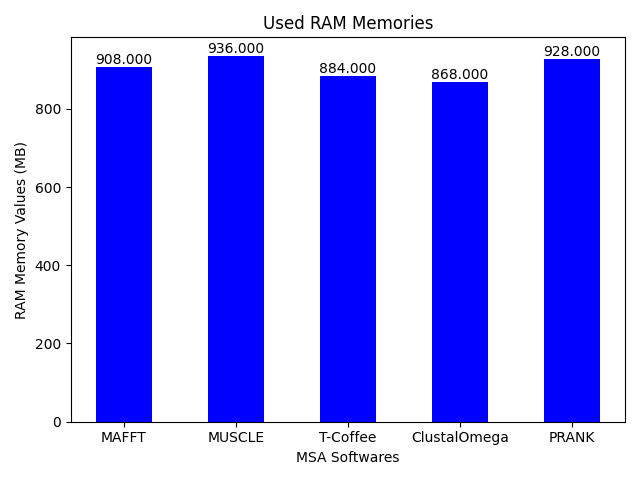 Used RAM Memories
908.000
936.000
884.000
868.000
928.000
RAM Memory Values (MB)
800
600
400
200
0
MAFFT
MUSCLE
T-Coffee
ClustalOmega
PRANK
MSA Softwares